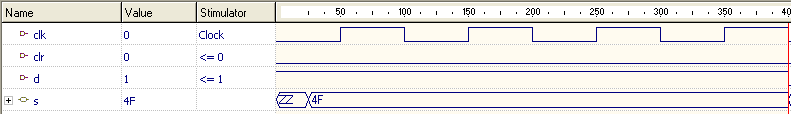 Name Value Stimulator 50 100 150 200 250 300 350 40
clk 0 Clock
clr 0 <= 0
d 1 <= 1
s 4F ZZ 4F